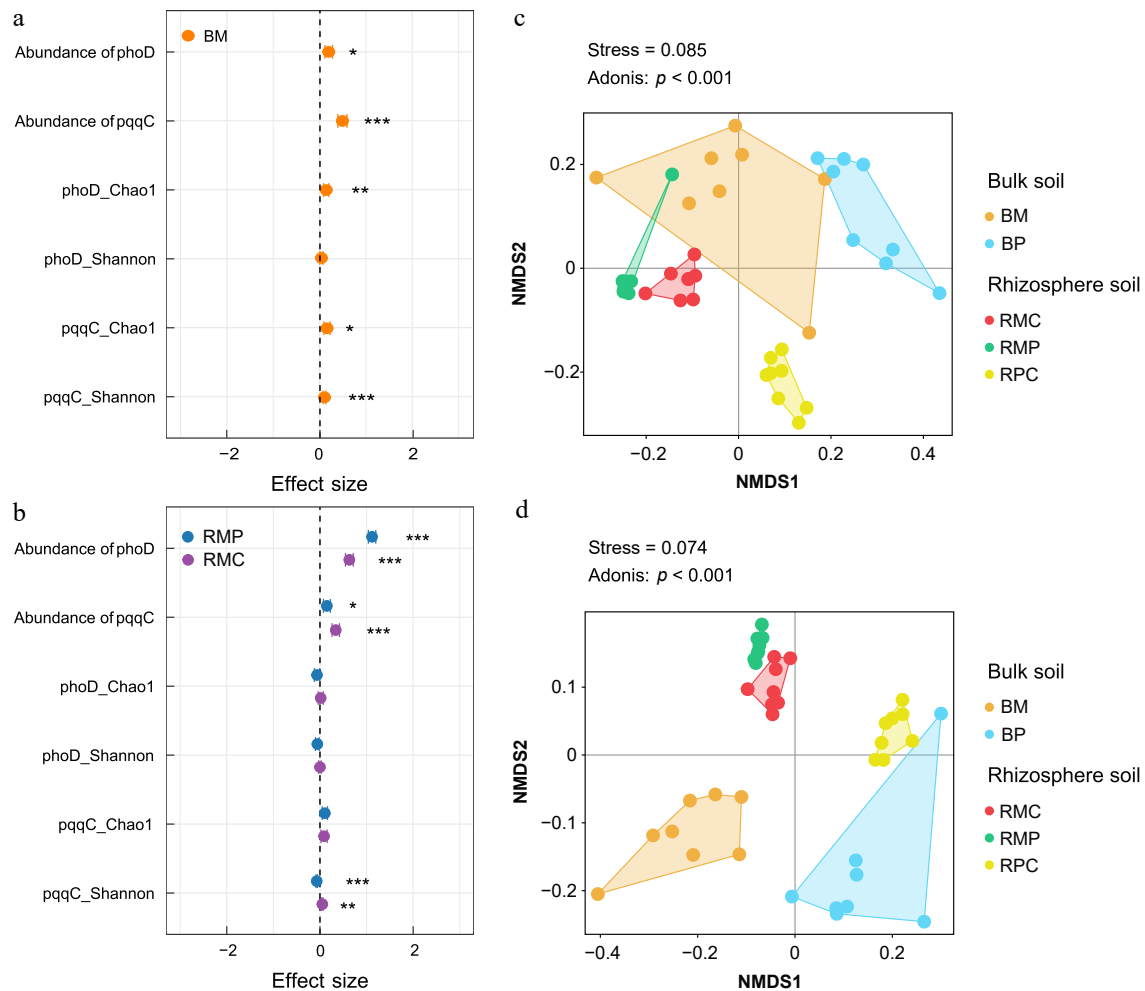 a
BM
Abundance of phoD
*
Abundance of pqqC
***
phoD_Chao1
**
phoD_Shannon
pqqC_Chao1
*
pqqC_Shannon
***
−2 0 2
Effect size
b
RMP
RMC
Abundance of phoD
***
***
Abundance of pqqC
*
***
phoD_Chao1
phoD_Shannon
pqqC_Chao1
pqqC_Shannon
***
**
−2 0 2
Effect size
c
Stress = 0.085
Adonis: p < 0.001
0.2
0
−0.2
NMDS2
−0.2 0 0.2 0.4
NMDS1
Bulk soil
BM
BP
Rhizosphere soil
RMC
RMP
RPC
d
Stress = 0.074
Adonis: p < 0.001
0.1
0
−0.1
−0.2
NMDS2
−0.4 −0.2 0 0.2
NMDS1
Bulk soil
BM
BP
Rhizosphere soil
RMC
RMP
RPC